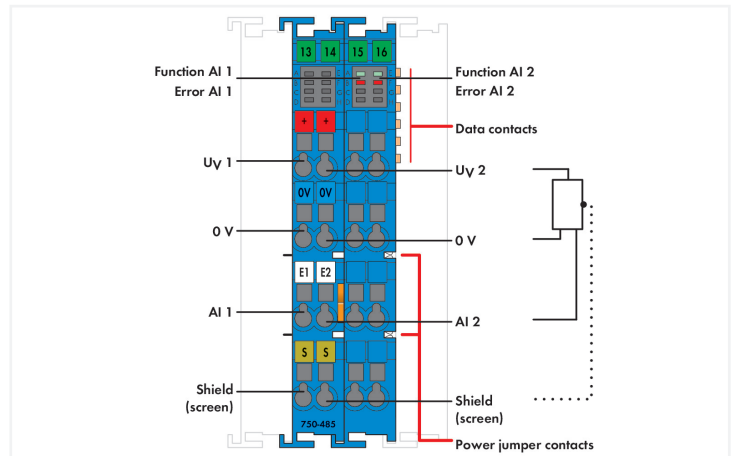 13 14 15 16
Function AI 1
Error AI 1
Function AI 2
Error AI 2
Data contacts
+ +
UV 1
UV 2
0V 0V
0 V
0 V
E1 E2
AI 1
AI 2
S S
Shield
(screen)
Shield
(screen)
750-485
Power jumper contacts